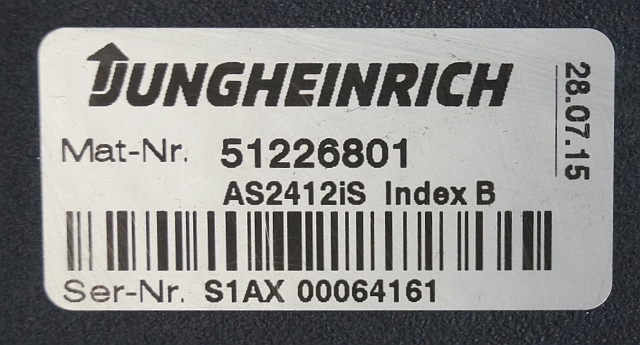 JUNGHEINRICH
28.07.15
Mat-Nr. 51226801
AS2412iS Index B
Ser-Nr. S1AX 00064161